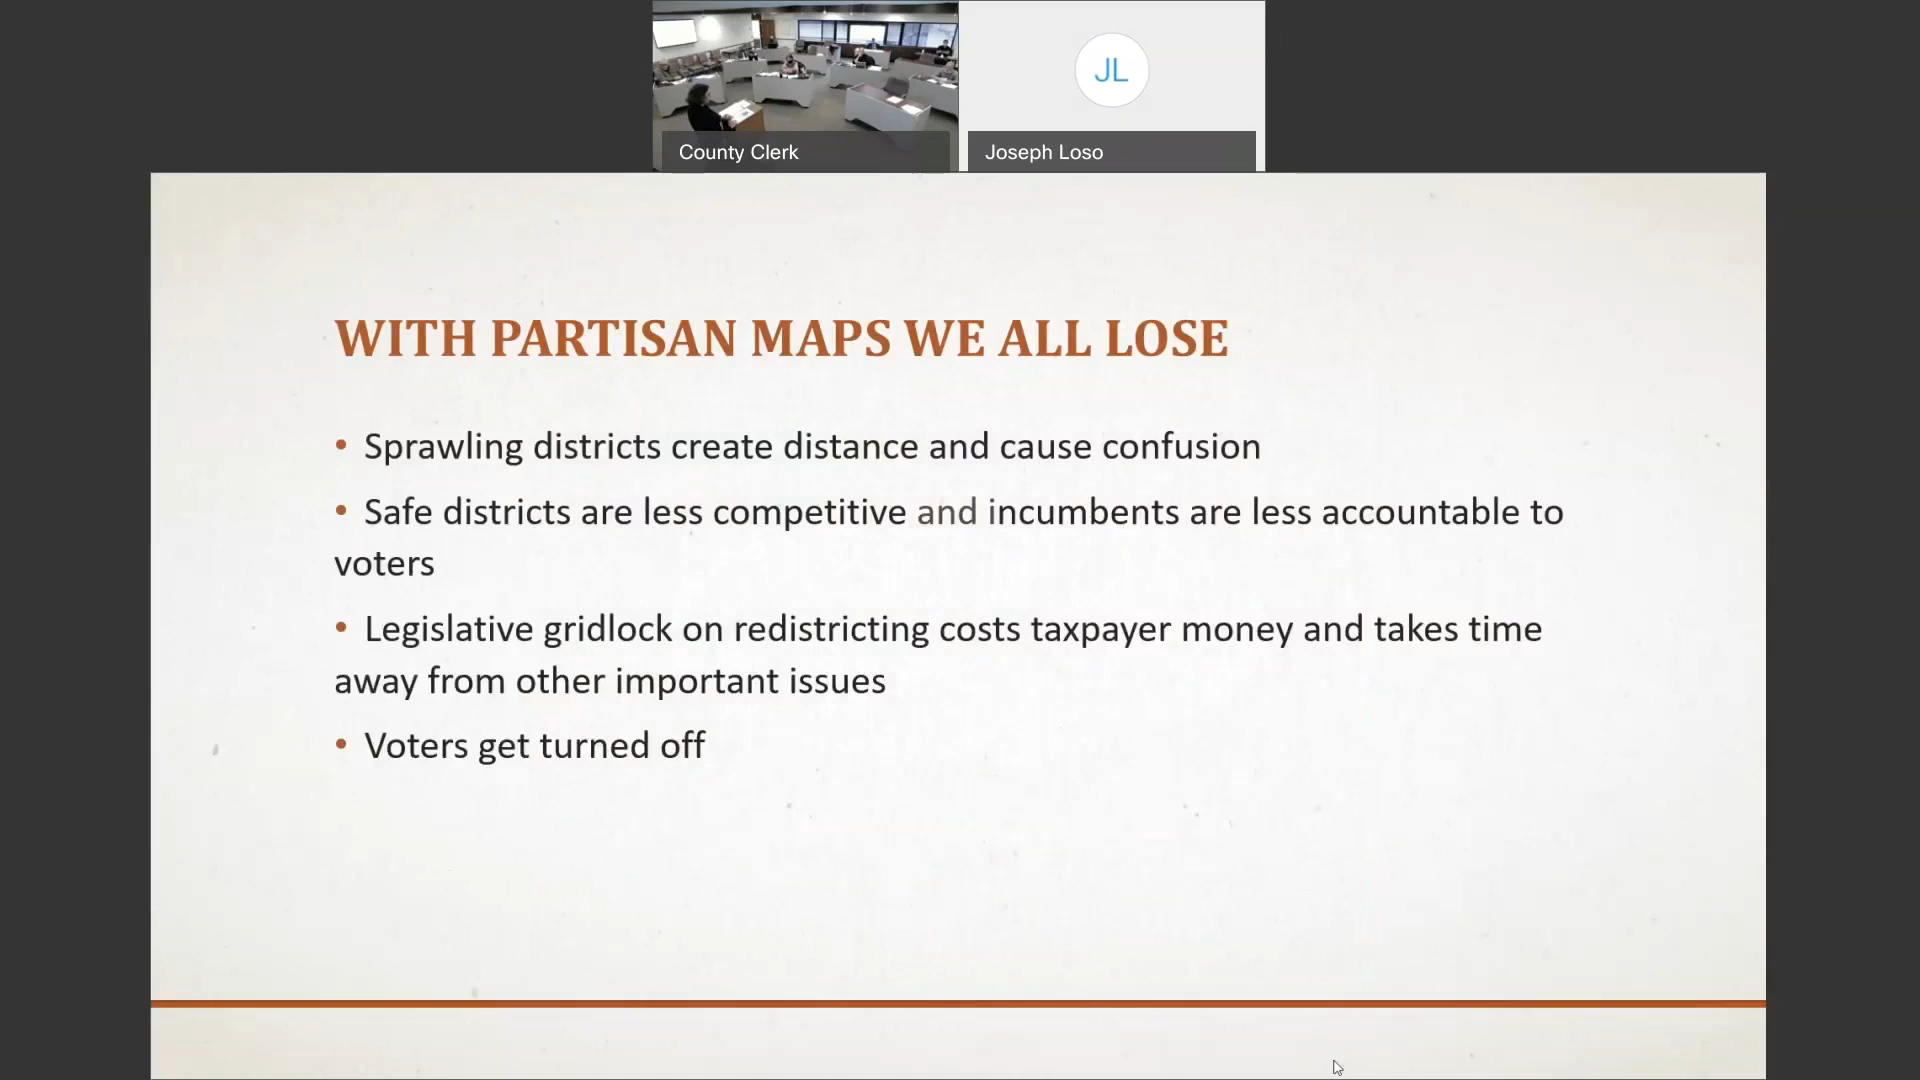 JL
County Clerk
Joseph Loso
WITH PARTISAN MAPS WE ALL LOSE
• Sprawling districts create distance and cause confusion
• Safe districts are less competitive and incumbents are less accountable to
voters
• Legislative gridlock on redistricting costs taxpayer money and takes time
away from other important issues
• Voters get turned off